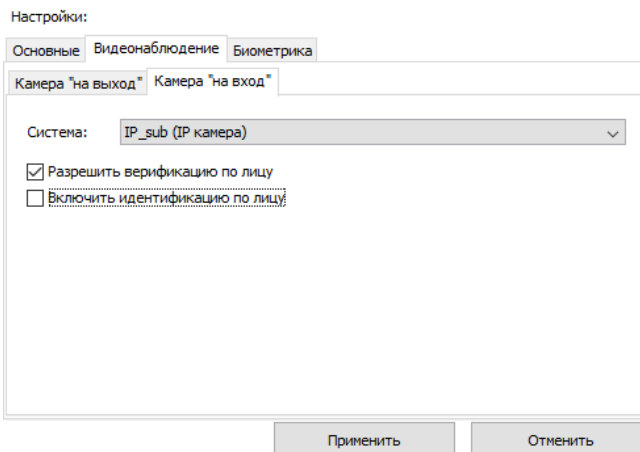 Настройки:
Основные Видеонаблюдение Биометрика
Камера "на выход" Камера "на вход"
Система: IP_sub (IP камера)
Разрешить верификацию по лицу
Включить идентификацию по лицу
Применить Отменить